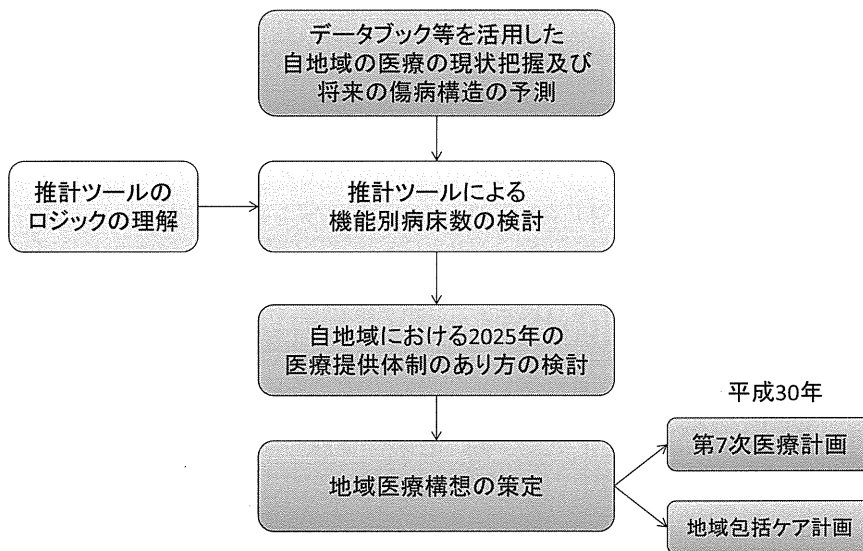 データブック等を活用した
自地域の医療の現状把握及び
将来の傷病構造の予測
推計ツールの
ロジックの理解
推計ツールによる
機能別病床数の検討
自地域における2025年の
医療提供体制のあり方の検討
平成30年
第7次医療計画
地域医療構想の策定
地域包括ケア計画